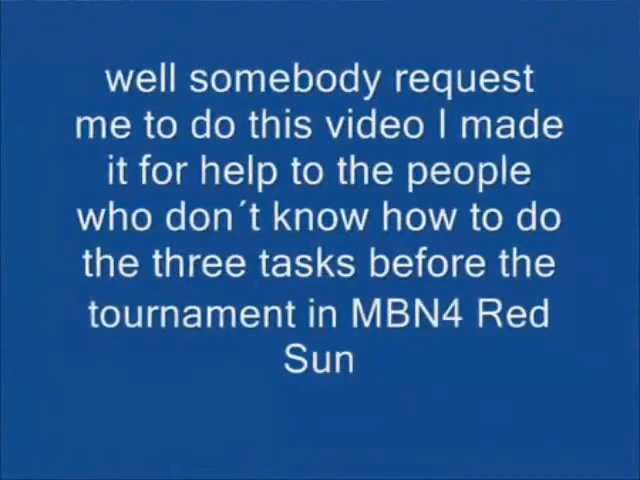 well somebody request
me to do this video I made
it for help to the people
who don´t know how to do
the three tasks before the
tournament in MBN4 Red
Sun